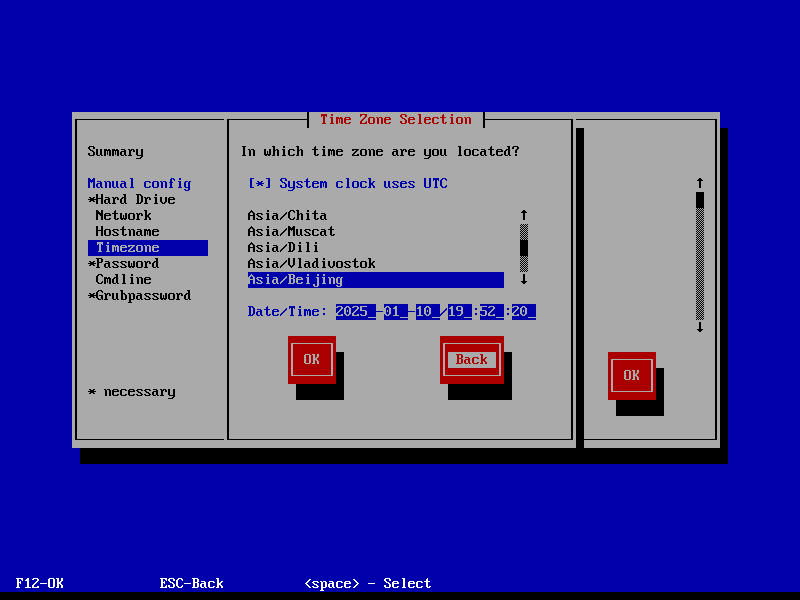 Time Zone Selection
Summary
In which time zone are you located?
Manual config
[*] System clock uses UTC
*Hard Drive
Network
Asia/Chita
Hostname
Asia/Muscat
Timezone
Asia/Dili
*Password
Asia/Vladivostok
Cmdline
Asia/Beijing
*Grubpassword
Date/Time: 2025_-01_-10_/19_:52_:20_
OK
Back
OK
* necessary
F12-OK ESC-Back <space> - Select